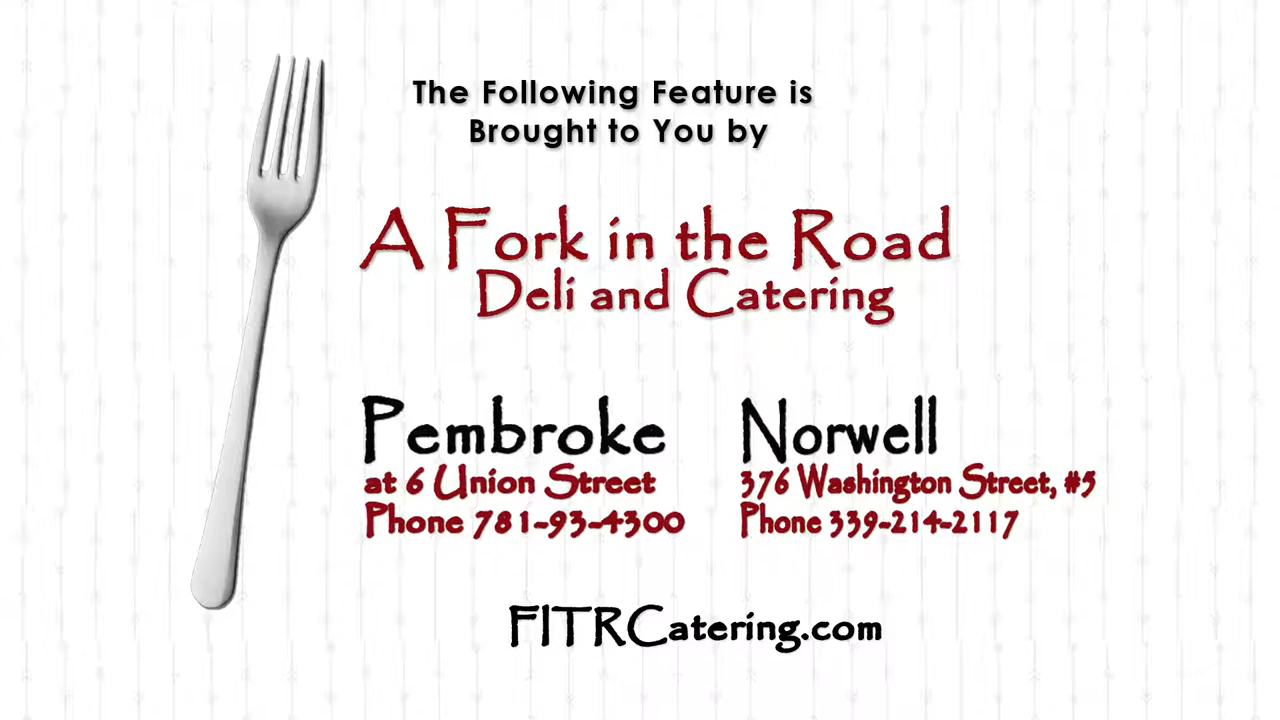 The Following Feature is
Brought to You by
A Fork in the Road
Deli and Catering
Pembroke
at 6 Union Street
Phone 781-93-4300
Norwell
376 Washington Street, #5
Phone 339-214-2117
FITRCatering.com